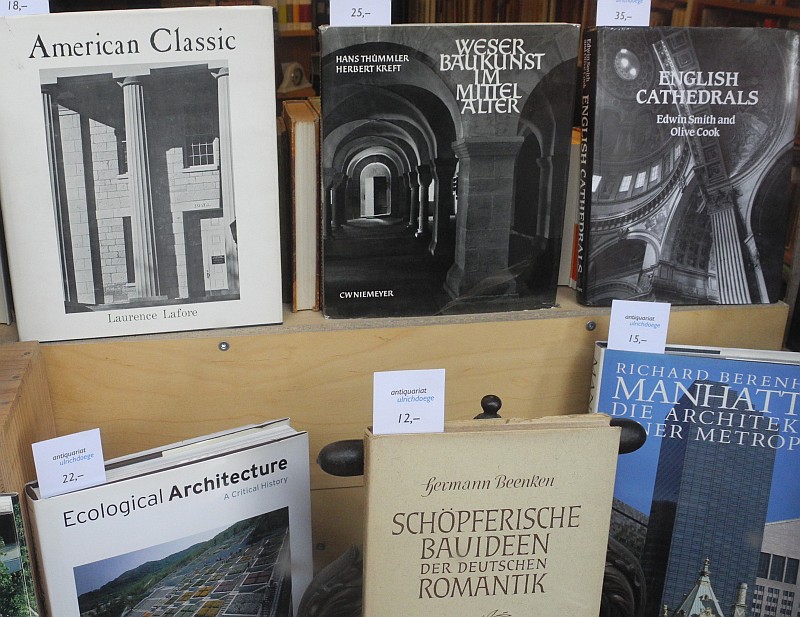 18,–
25,–
35,–
American Classic
Laurence Lafore
HANS THÜMMLER
HERBERT KREFT
WESER
BAUKUNST
IM
MITTEL
ALTER
CW NIEMEYER
ENGLISH CATHEDRALS
ENGLISH
CATHEDRALS
Edwin Smith and
Olive Cook
antiquariat
ulrichdoege
22,–
Ecological Architecture
A Critical History
antiquariat
ulrichdoege
12,–
Hermann Beenken
SCHÖPFERISCHE
BAUIDEEN
DER DEUTSCHEN
ROMANTIK
antiquariat
ulrichdoege
15,–
RICHARD BERENH
MANHATT
DIE ARCHITEK
INER METROP